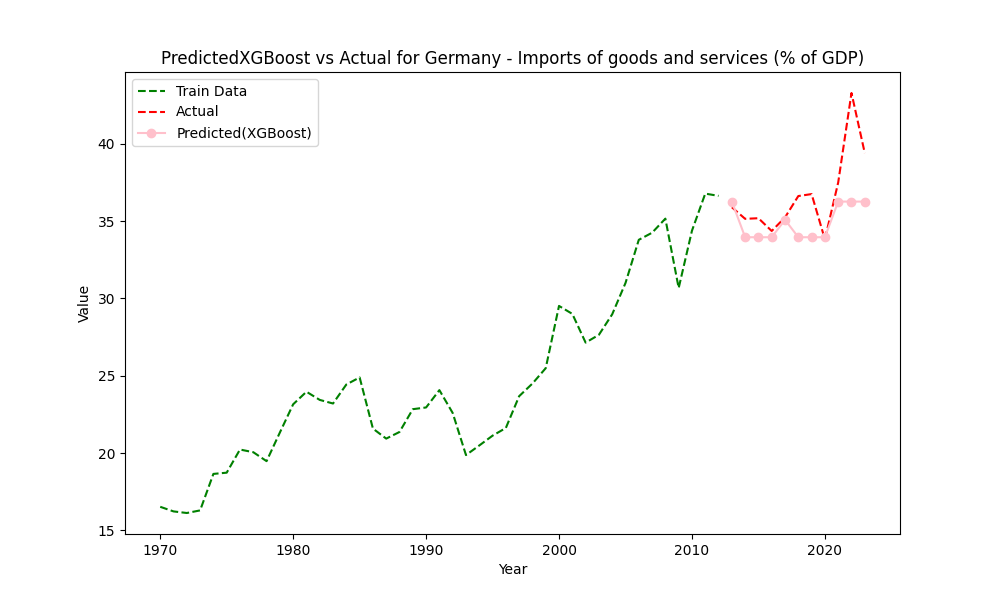 PredictedXGBoost vs Actual for Germany - Imports of goods and services (% of GDP)
Train Data
Actual
Predicted(XGBoost)
40
35
30
25
20
15
Value
1970 1980 1990 2000 2010 2020
Year